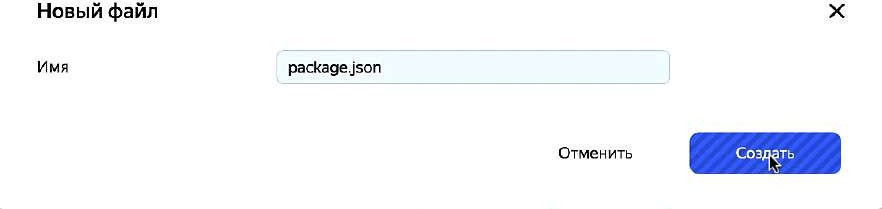 Новый файл
Имя
package.json
Отменить
Создать